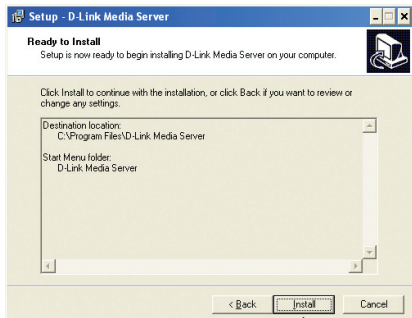 Setup - D-Link Media Server
Ready to Install
Setup is now ready to begin installing D-Link Media Server on your computer.
Click Install to continue with the installation, or click Back if you want to review or
change any settings.
Destination location:
C:\Program Files\D-Link Media Server
Start Menu folder:
D-Link Media Server
< Back
Install
Cancel